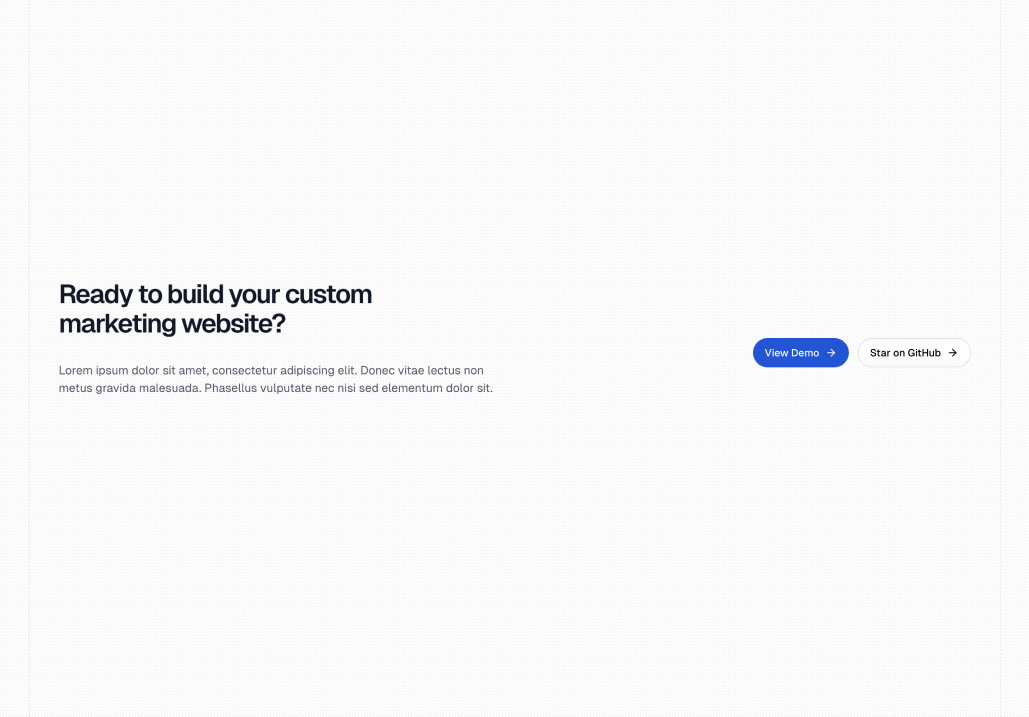 Ready to build your custom
marketing website?
Lorem ipsum dolor sit amet, consectetur adipiscing elit. Donec vitae lectus non
metus gravida malesuada. Phasellus vulputate nec nisi sed elementum dolor sit.
View Demo →
Star on GitHub →